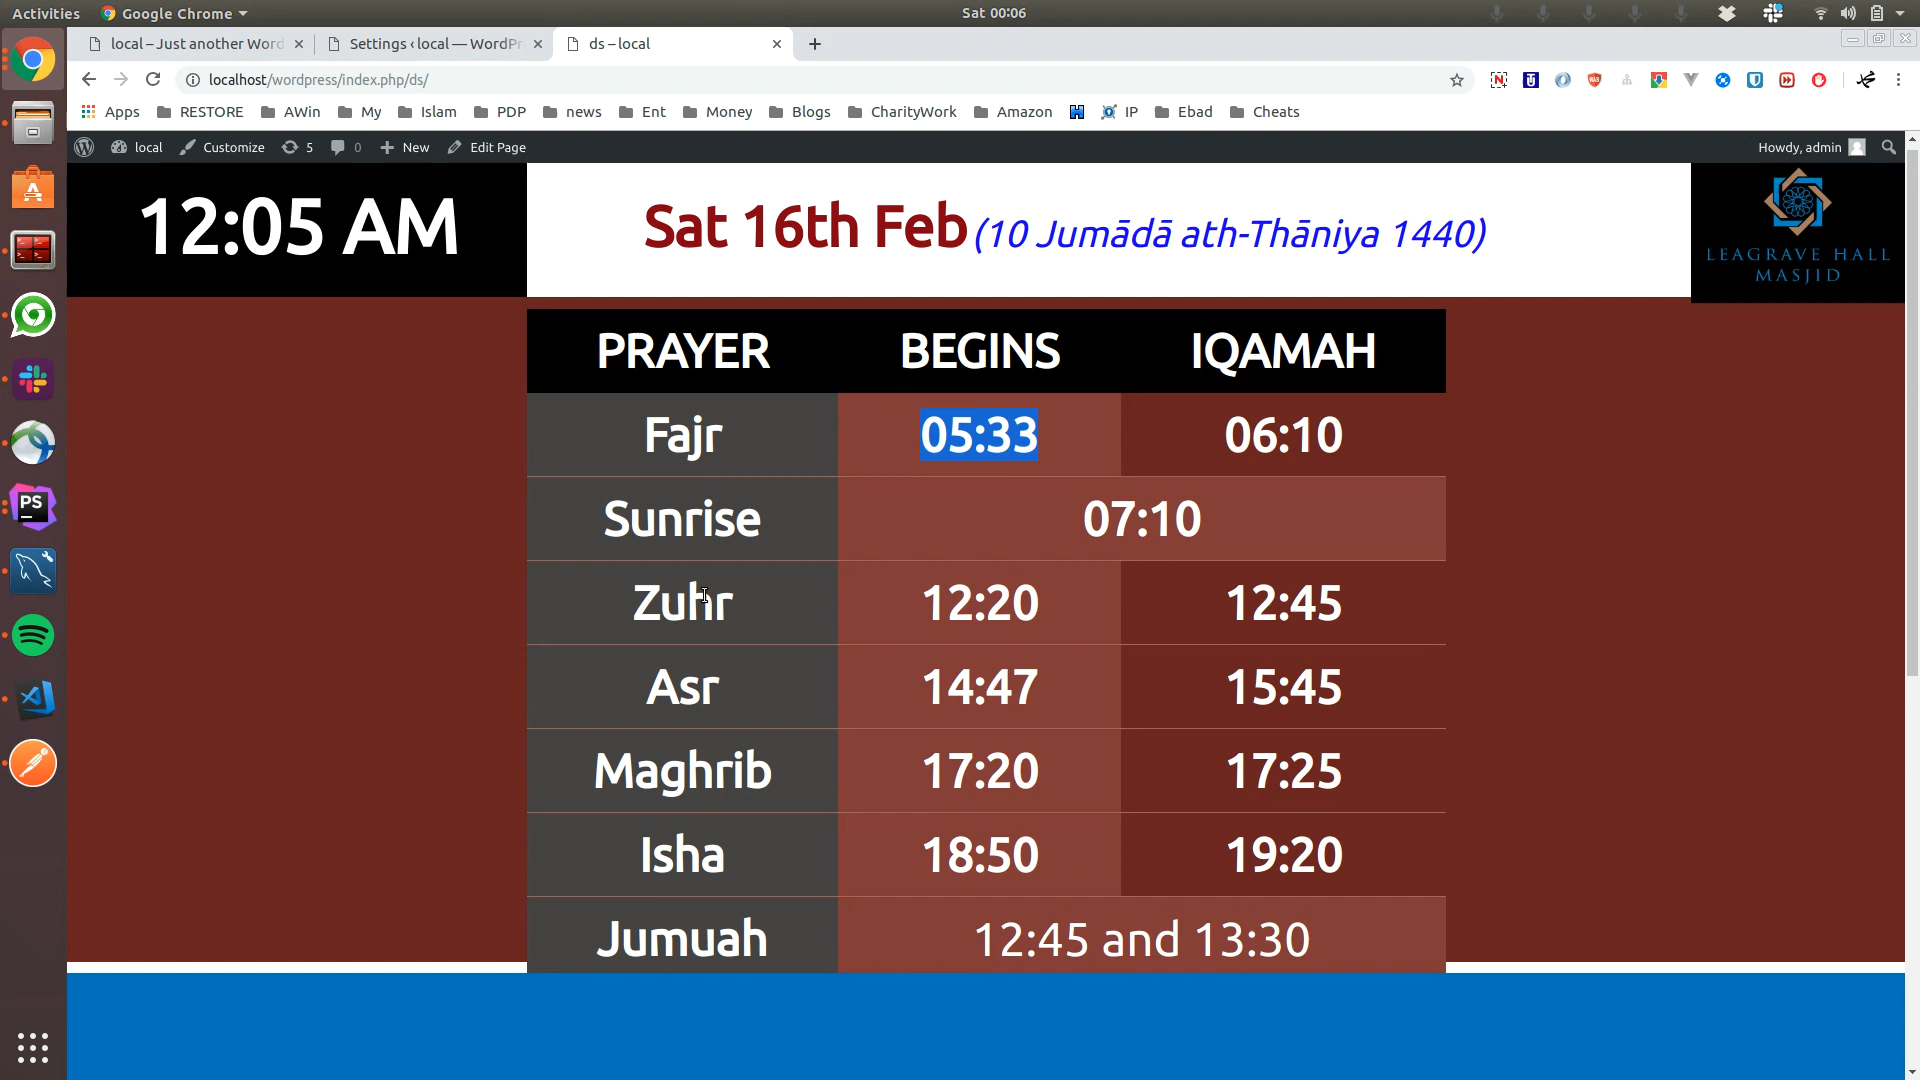 Activities Google Chrome Sat 00:06
local – Just another Word Settings ‹ local — WordPr ds – local
localhost/wordpress/index.php/ds/
Apps RESTORE AWin My Islam PDP news Ent Money Blogs CharityWork Amazon IP Ebad Cheats
local Customize 5 0 New Edit Page Howdy, admin
12:05 AM Sat 16th Feb (10 Jumādā ath-Thāniya 1440)
LEAGRAVE HALL
MASJID
PRAYER BEGINS IQAMAH
Fajr 05:33 06:10
Sunrise 07:10
Zuhr 12:20 12:45
Asr 14:47 15:45
Maghrib 17:20 17:25
Isha 18:50 19:20
Jumuah 12:45 and 13:30
PS